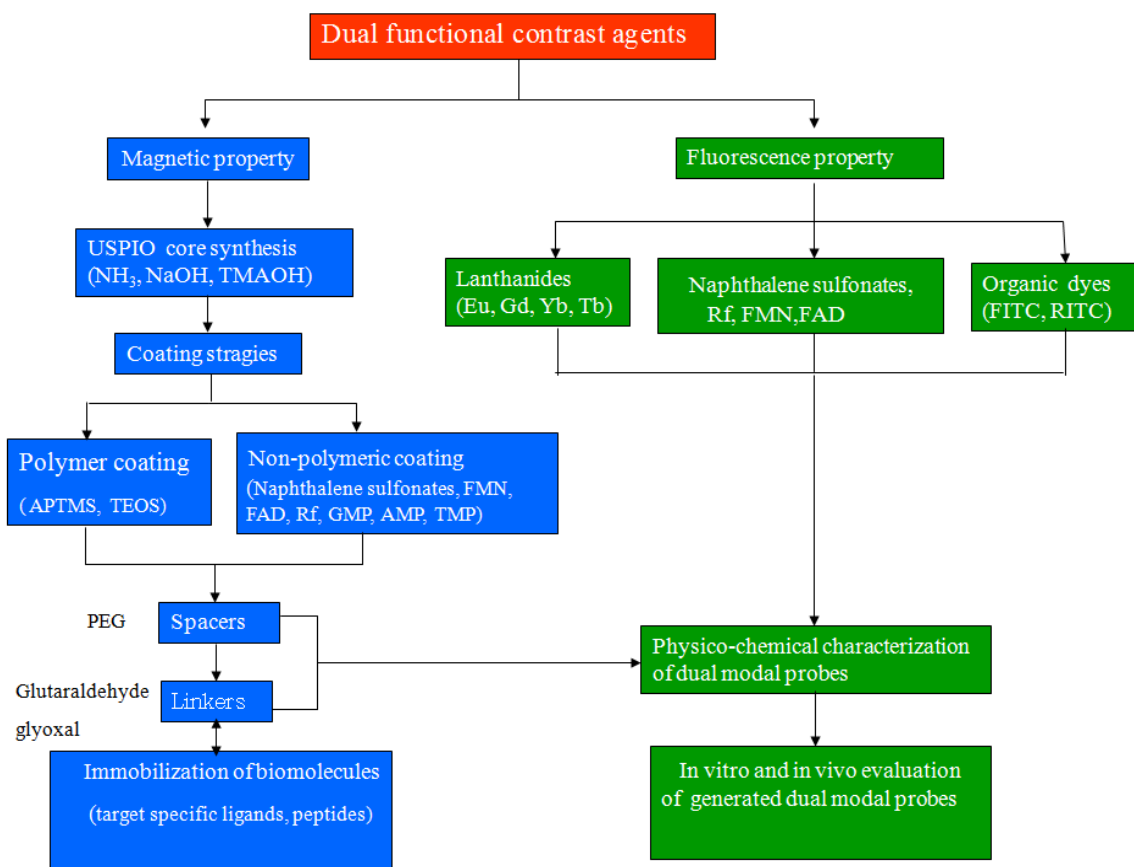 Dual functional contrast agents
Magnetic property
Fluorescence property
USPIO core synthesis
(NH₃, NaOH, TMAOH)
Lanthanides
(Eu, Gd, Yb, Tb)
Naphthalene sulfonates,
Rf, FMN,FAD
Organic dyes
(FITC, RITC)
Coating stragies
Polymer coating
( APTMS, TEOS)
Non-polymeric coating
(Naphthalene sulfonates, FMN,
FAD, Rf, GMP, AMP, TMP)
PEG
Spacers
Glutaraldehyde
glyoxal
Linkers
Physico-chemical characterization
of dual modal probes
Immobilization of biomolecules
(target specific ligands, peptides)
In vitro and in vivo evaluation
of generated dual modal probes